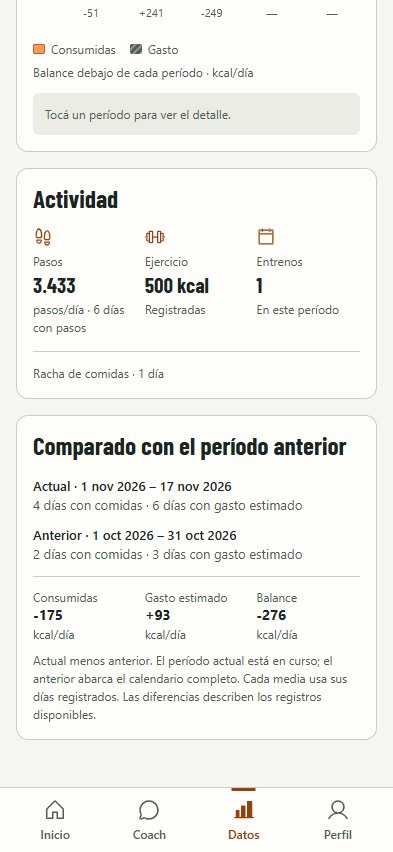 -51 +241 -249 — —
Consumidas Gasto
Balance debajo de cada período · kcal/día
Tocá un período para ver el detalle.
Actividad
Pasos Ejercicio Entrenos
3.433 500 kcal 1
pasos/día · 6 días Registradas En este período
con pasos
Racha de comidas · 1 día
Comparado con el período anterior
Actual · 1 nov 2026 – 17 nov 2026
4 días con comidas · 6 días con gasto estimado
Anterior · 1 oct 2026 – 31 oct 2026
2 días con comidas · 3 días con gasto estimado
Consumidas Gasto estimado Balance
-175 +93 -276
kcal/día kcal/día kcal/día
Actual menos anterior. El período actual está en curso; el
anterior abarca el calendario completo. Cada media usa sus
días registrados. Las diferencias describen los registros
disponibles.
Inicio Coach Datos Perfil